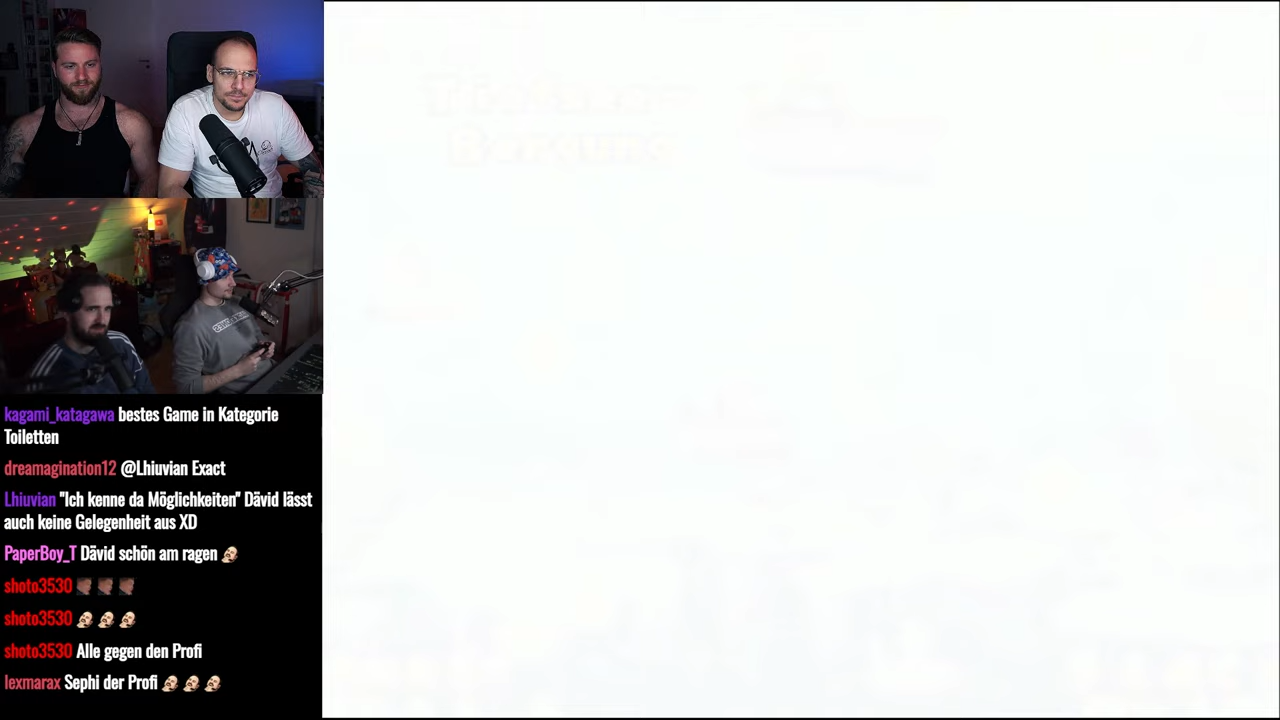 kagami_katagawa bestes Game in Kategorie
Toiletten
dreamagination12 @Lhiuvian Exact
Lhiuvian "Ich kenne da Möglichkeiten" Dävid lässt
auch keine Gelegenheit aus XD
PaperBoy_T Dävid schön am ragen
shoto3530
shoto3530
shoto3530 Alle gegen den Profi
lexmarax Sephi der Profi